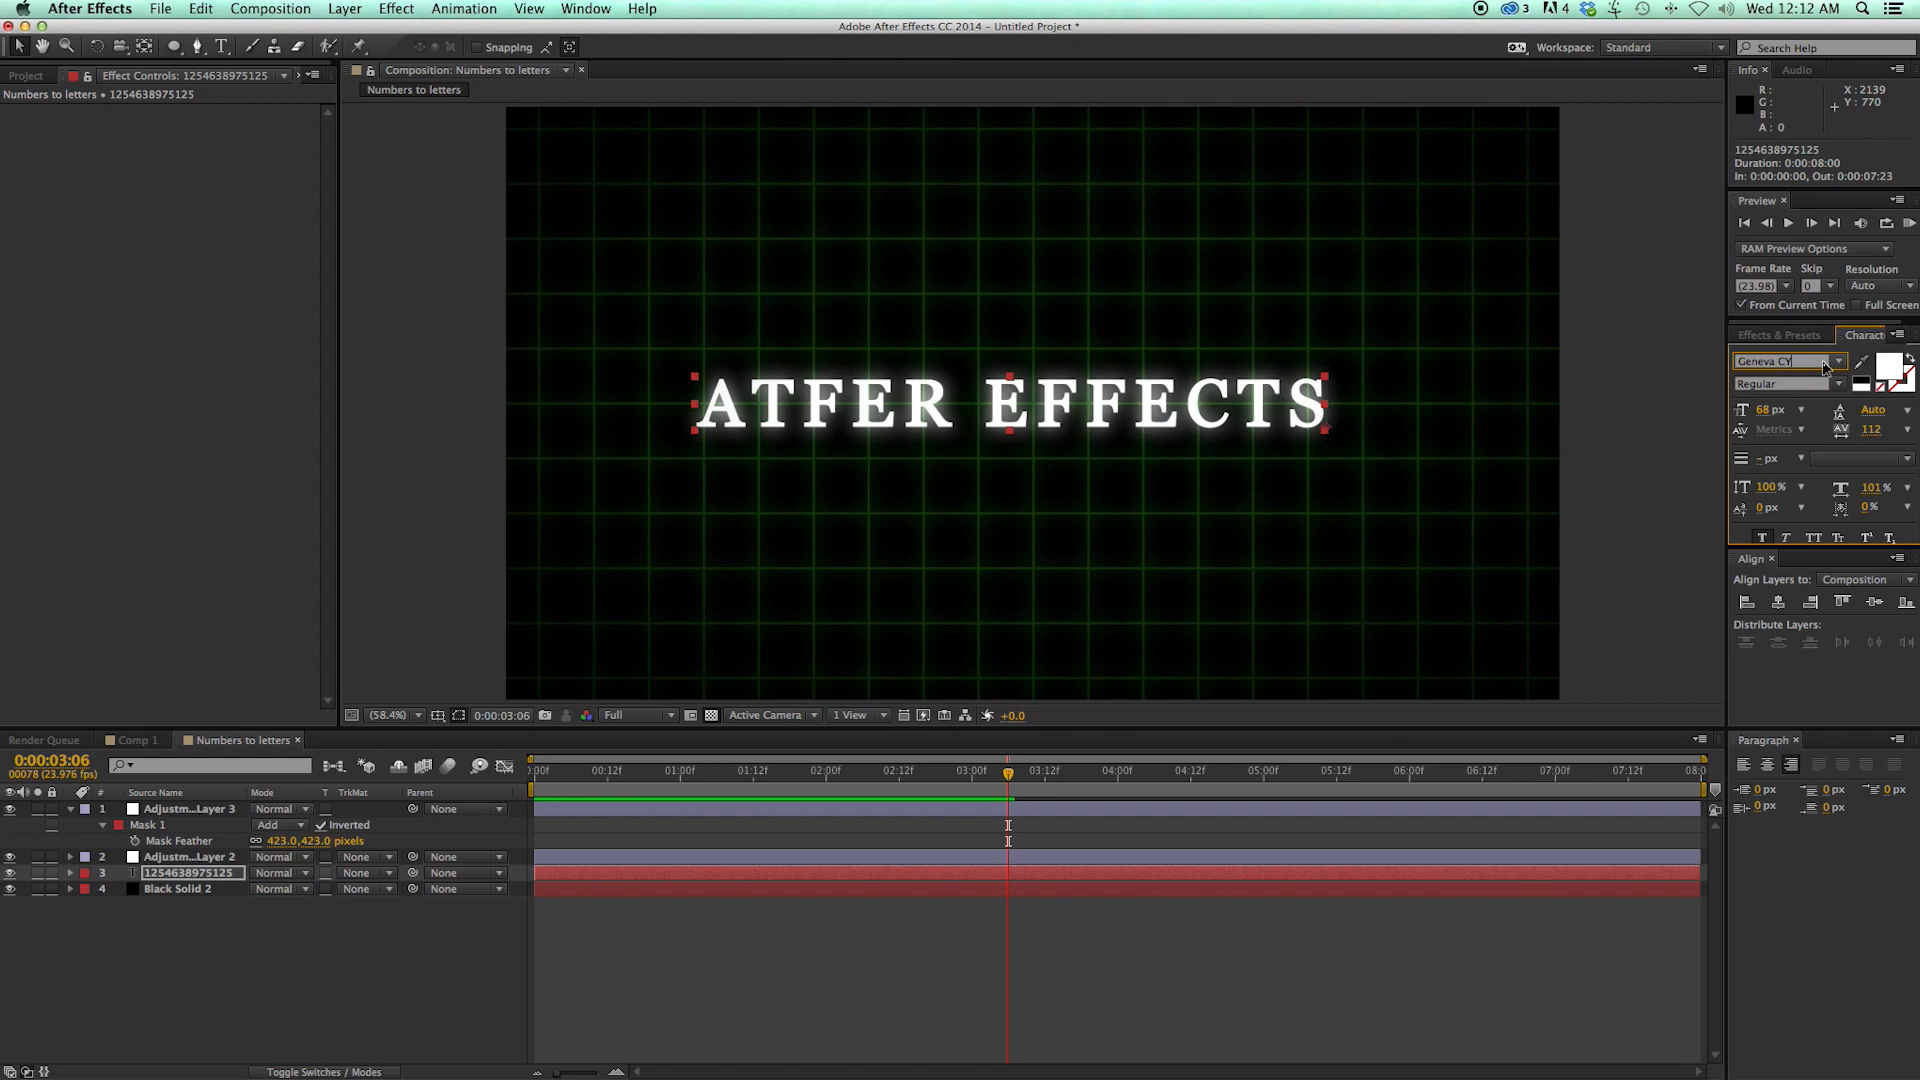 After Effects File Edit Composition Layer Effect Animation View Window Help 3 4 Wed 12:12 AM
Adobe After Effects CC 2014 – Untitled Project *
Snapping Workspace: Standard Search Help
Project Effect Controls: 1254638975125 Composition: Numbers to letters Info Audio
Numbers to letters • 1254638975125 Numbers to letters
R :
G :
B :
A : 0
X : 2139
Y : 770
1254638975125
Duration: 0:00:08:00
In: 0:00:00:00, Out: 0:00:07:23
Preview
RAM Preview Options
Frame Rate Skip Resolution
(23.98) 0 Auto
From Current Time Full Screen
Effects & Presets Charact
Geneva CY
Regular
68 px Auto
Metrics 112
– px
100 % 101 %
0 px 0 %
T T TT Tt T¹ T₁
ATFER EFFECTS
Align
Align Layers to: Composition
Distribute Layers:
(58.4%) 0:00:03:06 Full Active Camera 1 View +0.0
Render Queue Comp 1 Numbers to letters
0:00:03:06
00078 (23.976 fps)
:00f 00:12f 01:00f 01:12f 02:00f 02:12f 03:00f 03:12f 04:00f 04:12f 05:00f 05:12f 06:00f 06:12f 07:00f 07:12f 08:0
# Source Name Mode T TrkMat Parent
1 Adjustm...Layer 3 Normal None
Mask 1 Add Inverted
Mask Feather 423.0,423.0 pixels
2 Adjustm...Layer 2 Normal None None
3 T 1254638975125 Normal None None
4 Black Solid 2 Normal None None
Toggle Switches / Modes
Paragraph
0 px 0 px 0 px
0 px 0 px